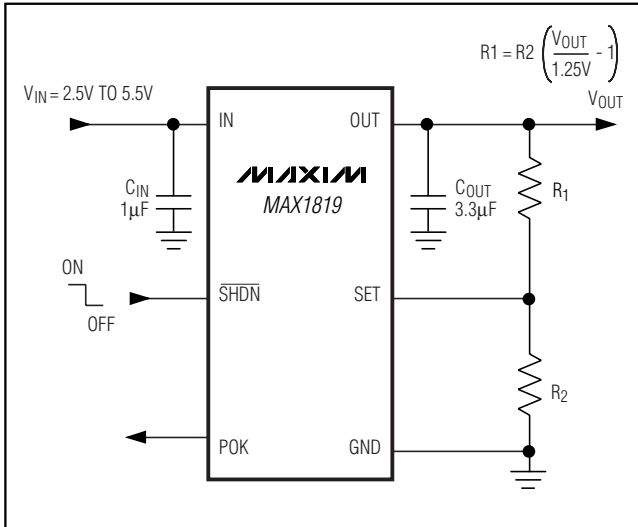 R1 = R2 (VOUT / 1.25V - 1)
VIN = 2.5V TO 5.5V
VOUT
IN
OUT
MAXIM
MAX1819
CIN
1µF
COUT
3.3µF
R1
ON
OFF
SHDN
SET
R2
POK
GND